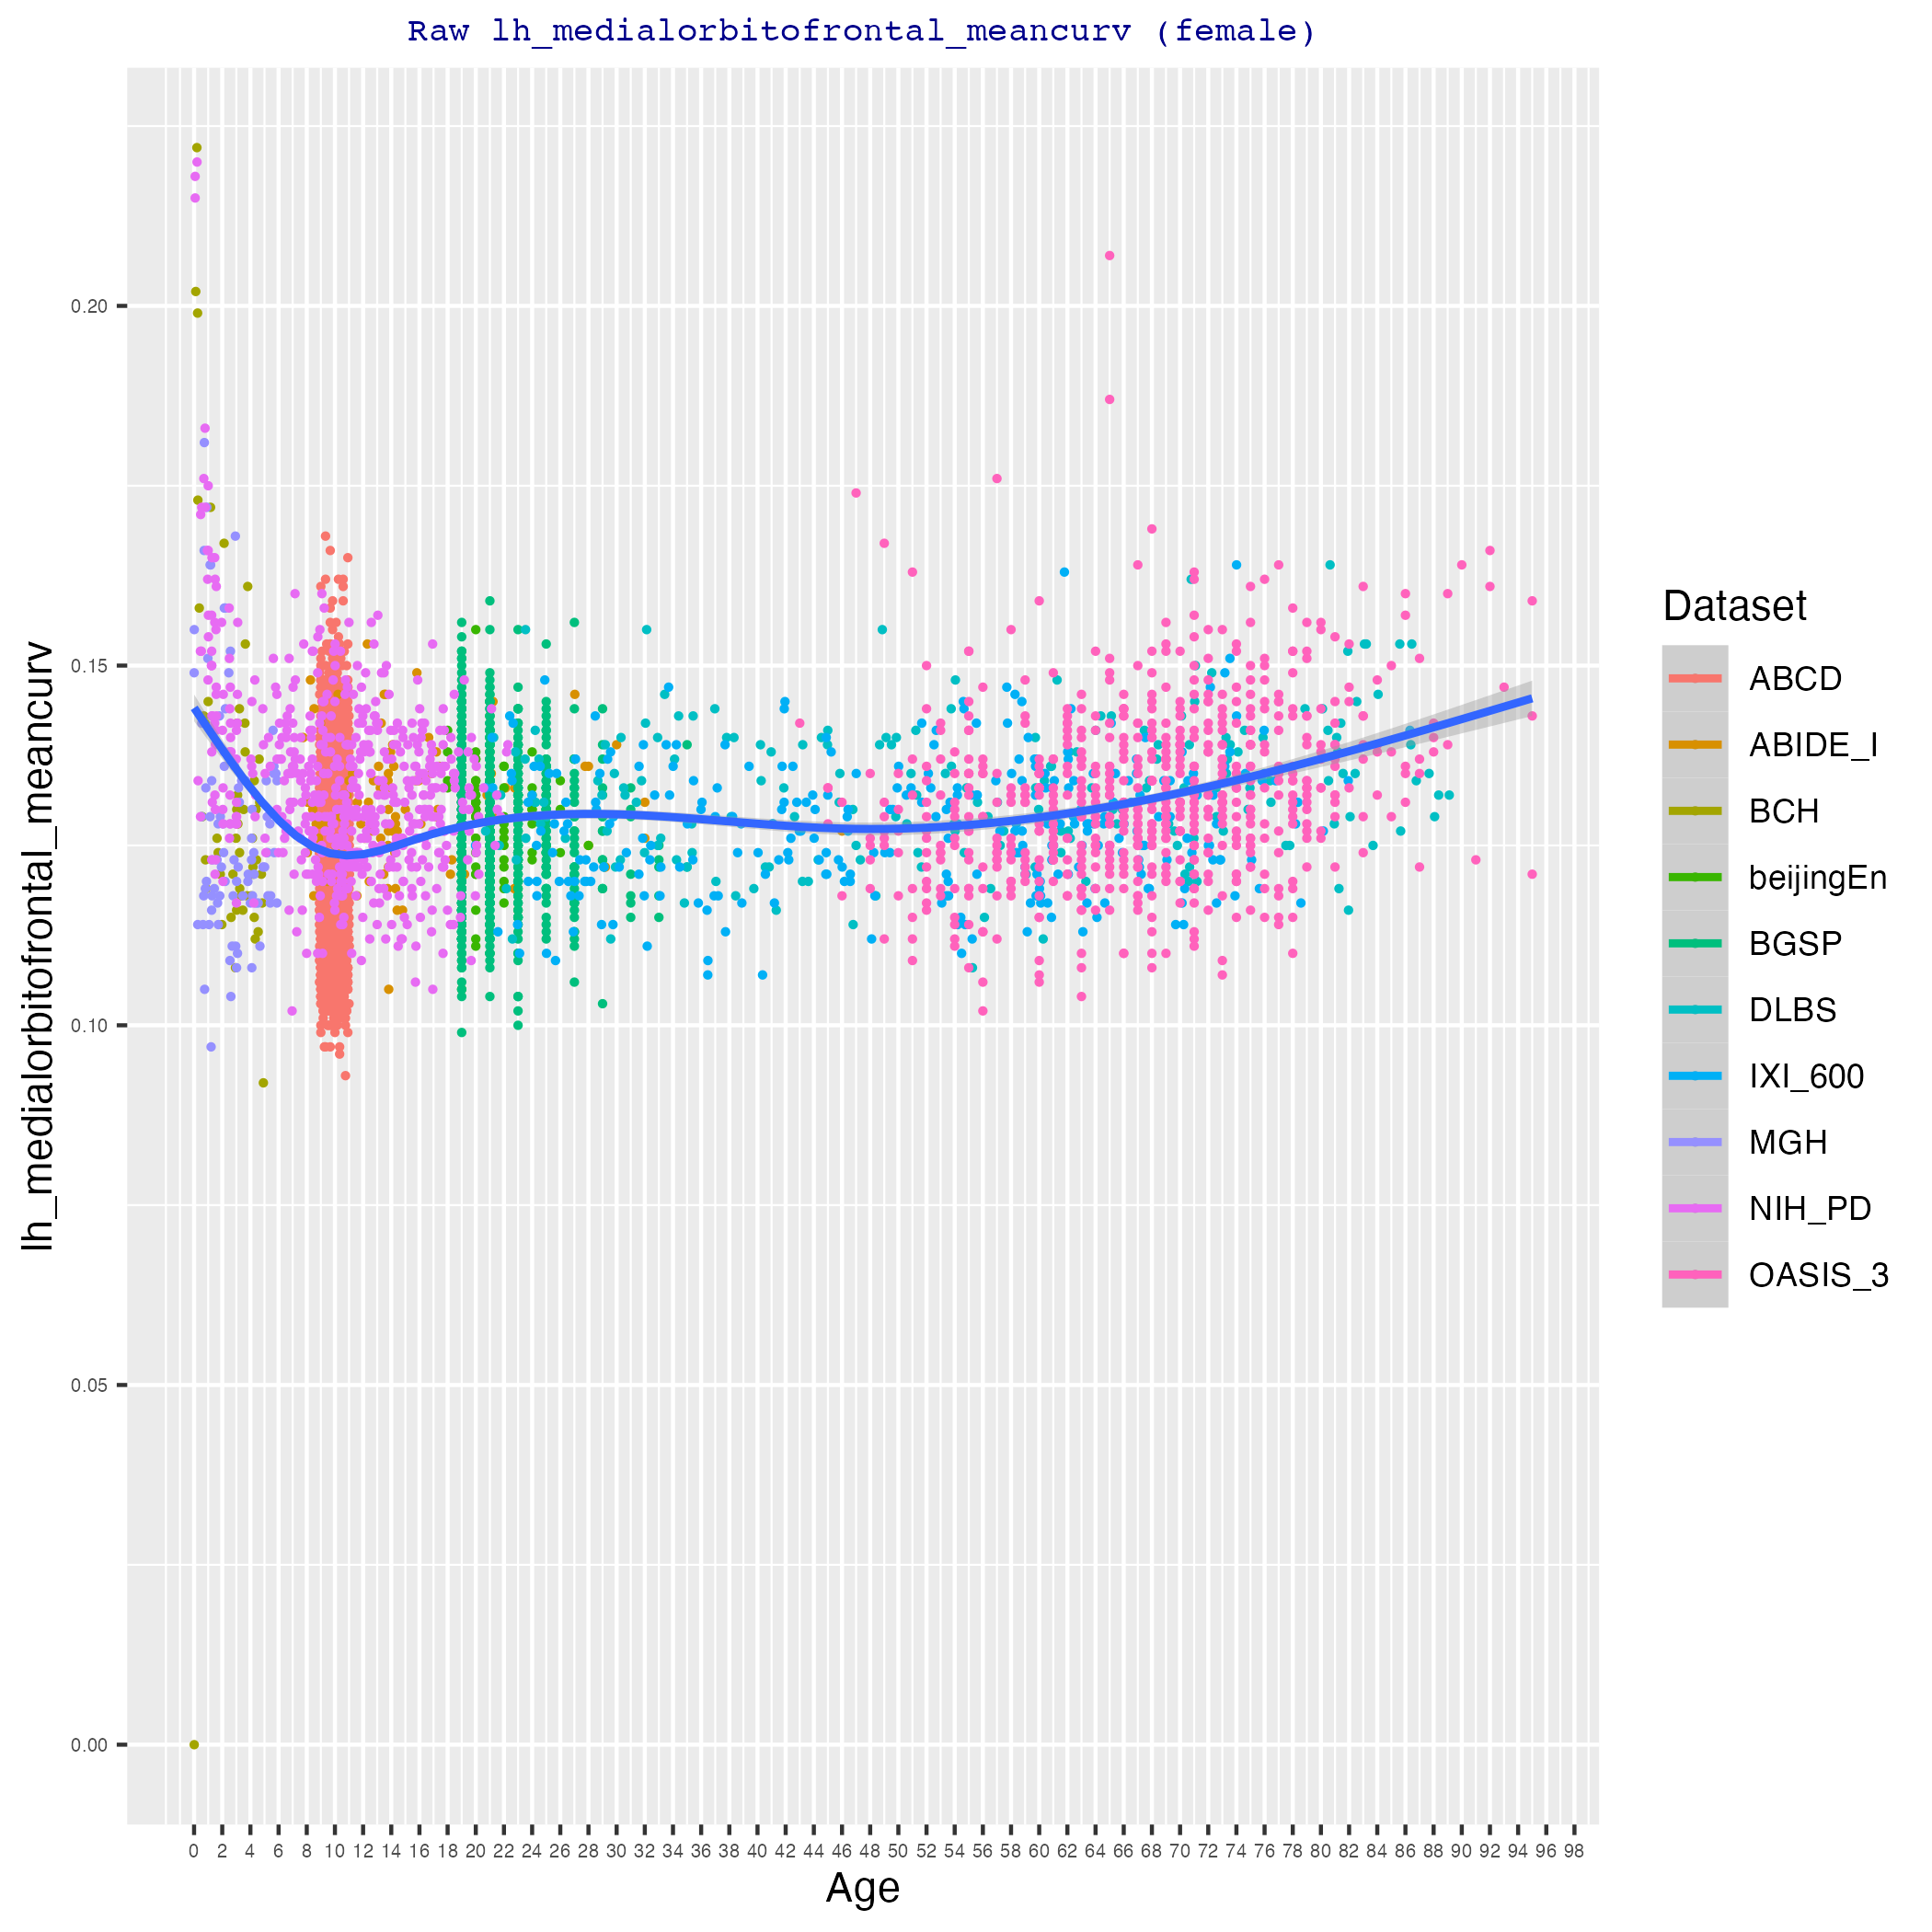 Raw lh_medialorbitofrontal_meancurv (female)
lh_medialorbitofrontal_meancurv
0.20
0.15
0.10
0.05
0.00
0 2 4 6 8 10 12 14 16 18 20 22 24 26 28 30 32 34 36 38 40 42 44 46 48 50 52 54 56 58 60 62 64 66 68 70 72 74 76 78 80 82 84 86 88 90 92 94 96 98
Age
Dataset
ABCD
ABIDE_I
BCH
beijingEn
BGSP
DLBS
IXI_600
MGH
NIH_PD
OASIS_3